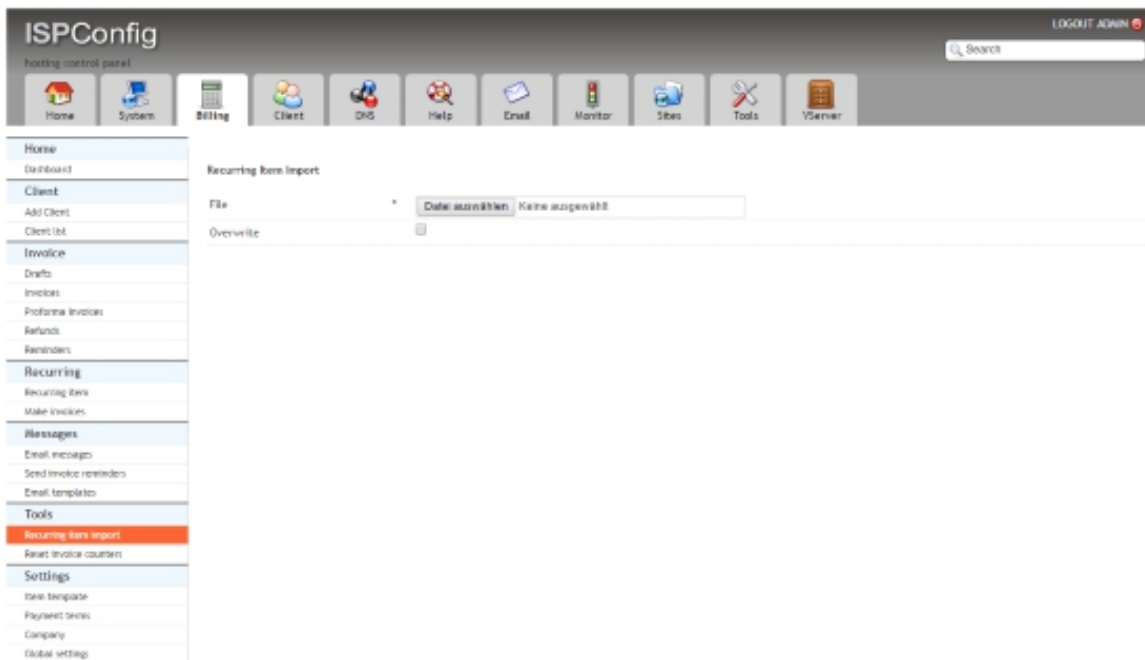 ISPConfig
LOGOUT ADMIN
Search
hosting control panel
Home
System
Billing
Client
DNS
Help
Email
Monitor
Sites
Tools
VServer
Home
Dashboard
Client
Add Client
Client list
Invoice
Drafts
Invoices
Proforma invoices
Refunds
Reminders
Recurring
Recurring item
Make invoices
Messages
Email messages
Send invoice reminders
Email templates
Tools
Recurring item import
Reset invoice counters
Settings
Item template
Payment terms
Company
Global settings
Recurring Item Import
File * Datei auswählen Keine ausgewählt
Overwrite